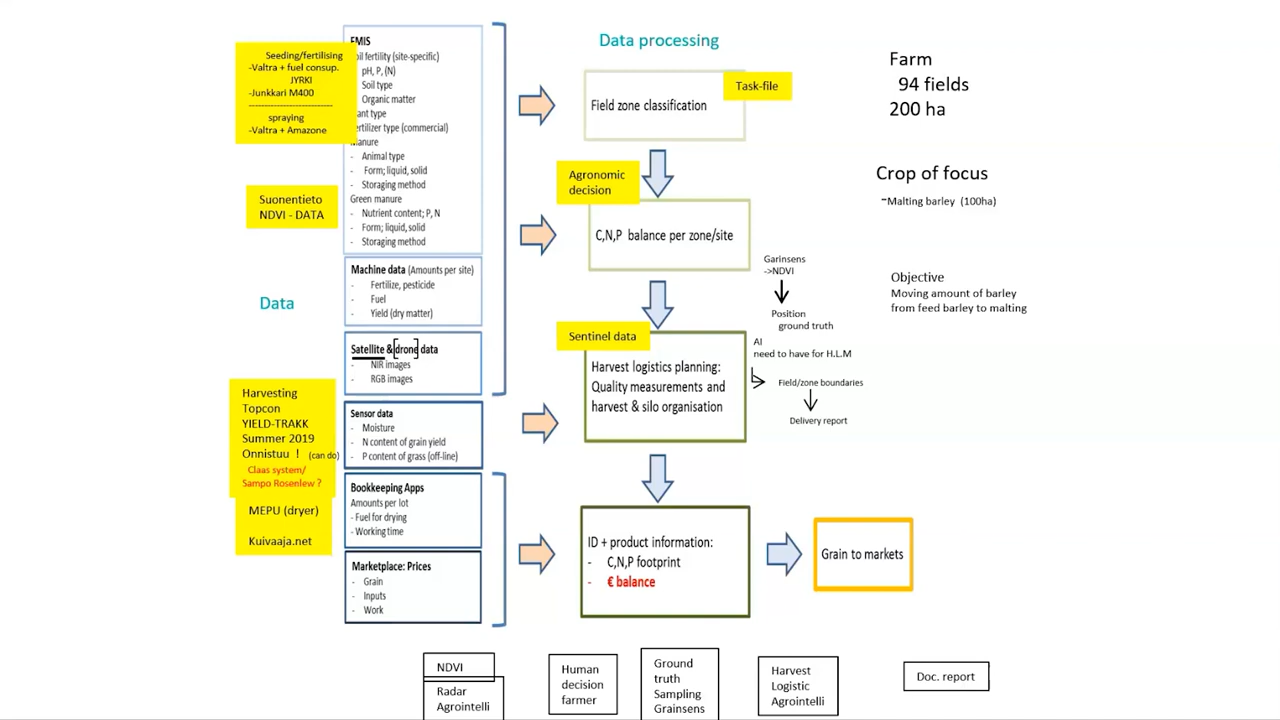 Data processing
Data
Seeding/fertilising
-Valtra + fuel consup.
JYRKI
-Junkkari M400
----------------------------
spraying
-Valtra + Amazone
Suonentieto
NDVI - DATA
Harvesting
Topcon
YIELD-TRAKK
Summer 2019
Onnistuu ! (can do)
Claas system/
Sampo Rosenlew ?
MEPU (dryer)
Kuivaaja.net
FMIS
oil fertility (site-specific)
pH, P, (N)
Soil type
Organic matter
ant type
ertilizer type (commercial)
Manure
- Animal type
- Form; liquid, solid
- Storaging method
Green manure
- Nutrient content; P, N
- Form; liquid, solid
- Storaging method
Machine data (Amounts per site)
- Fertilize, pesticide
- Fuel
- Yield (dry matter)
Satellite & [drone] data
- NIR images
- RGB images
Sensor data
- Moisture
- N content of grain yield
- P content of grass (off-line)
Bookkeeping Apps
Amounts per lot
- Fuel for drying
- Working time
Marketplace: Prices
- Grain
- Inputs
- Work
Task-file
Field zone classification
Agronomic
decision
C,N,P balance per zone/site
Sentinel data
Harvest logistics planning:
Quality measurements and
harvest & silo organisation
ID + product information:
- C,N,P footprint
- € balance
Grain to markets
Garinsens
->NDVI
Position
ground truth
AI
need to have for H.L.M
Field/zone boundaries
Delivery report
Farm
94 fields
200 ha
Crop of focus
-Malting barley (100ha)
Objective
Moving amount of barley
from feed barley to malting
NDVI
Radar
Agrointelli
Human
decision
farmer
Ground
truth
Sampling
Grainsens
Harvest
Logistic
Agrointelli
Doc. report